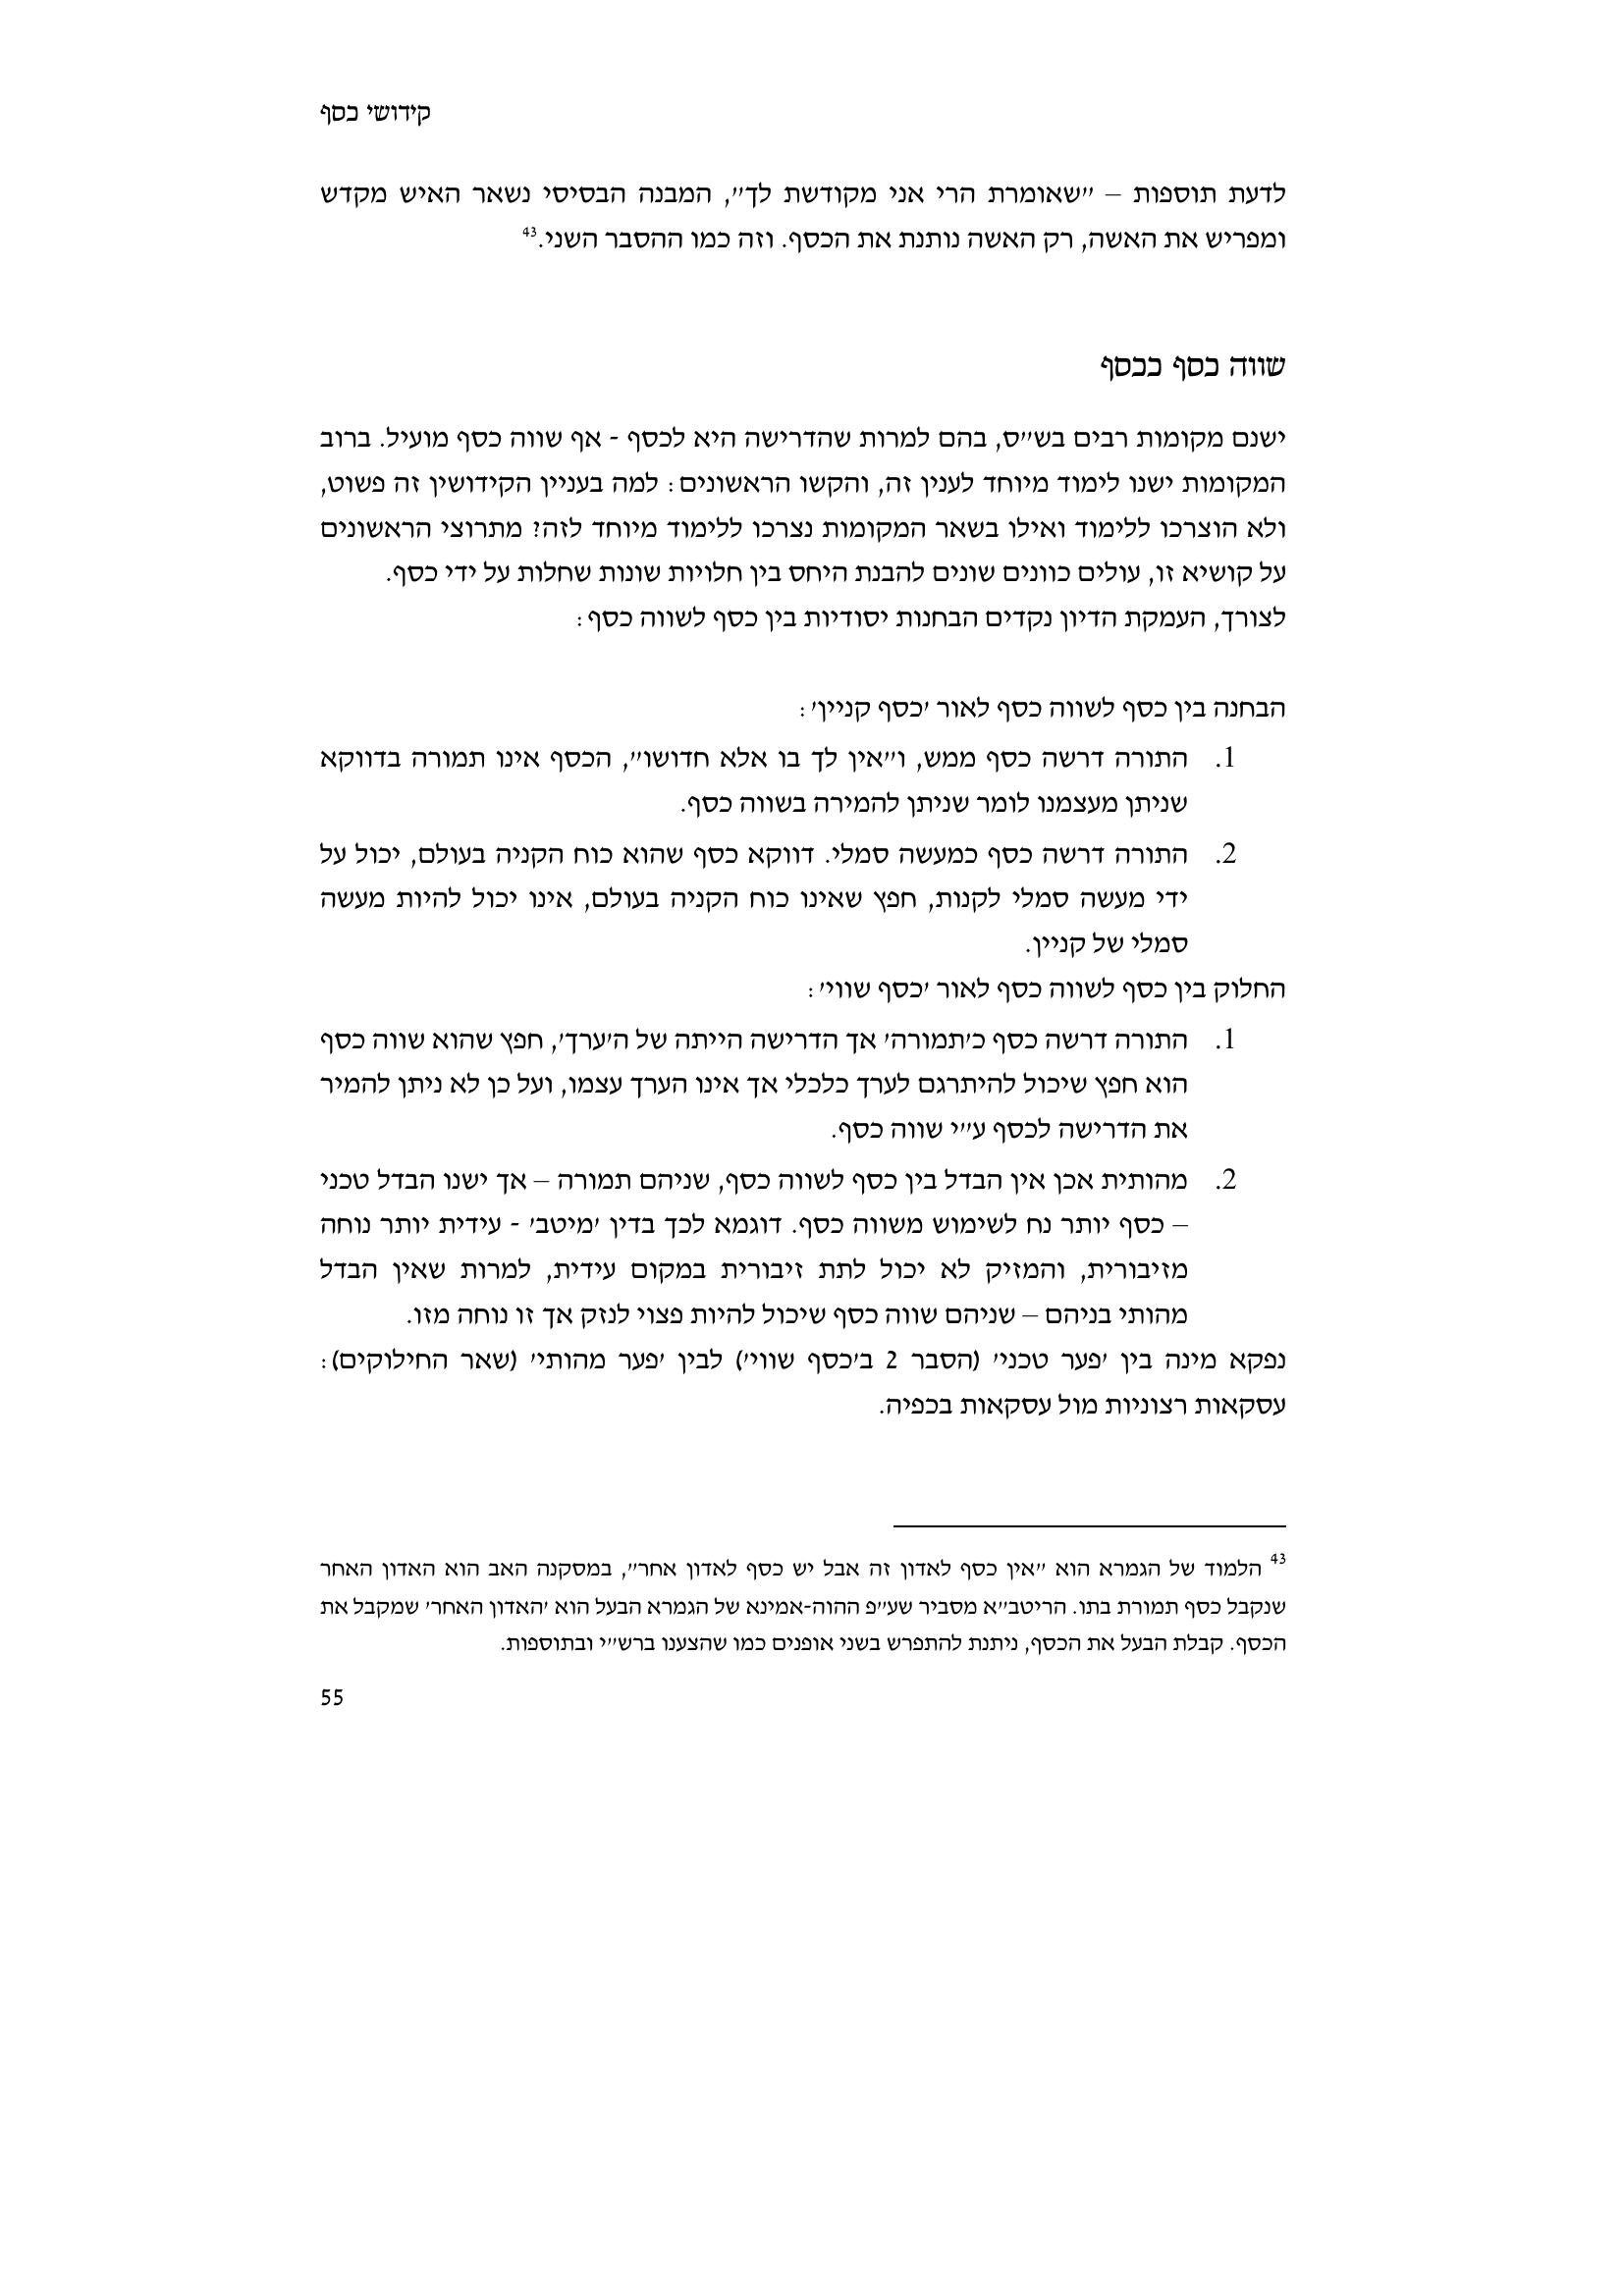 קידושי כסף
לדעת תוספות – "שאומרת הרי אני מקודשת לך", המבנה הבסיסי נשאר האיש מקדש
ומפריש את האשה, רק האשה נותנת את הכסף. וזה כמו ההסבר השני.43
שווה כסף ככסף
ישנם מקומות רבים בש"ס, בהם למרות שהדרישה היא לכסף - אף שווה כסף מועיל. ברוב
המקומות ישנו לימוד מיוחד לענין זה, והקשו הראשונים: למה בעניין הקידושין זה פשוט,
ולא הוצרכו ללימוד ואילו בשאר המקומות נצרכו ללימוד מיוחד לזה? מתרוצי הראשונים
על קושיא זו, עולים כוונים שונים להבנת היחס בין חלויות שונות שחלות על ידי כסף.
לצורך, העמקת הדיון נקדים הבחנות יסודיות בין כסף לשווה כסף:
הבחנה בין כסף לשווה כסף לאור 'כסף קניין':
1. התורה דרשה כסף ממש, ו"אין לך בו אלא חדושו", הכסף אינו תמורה בדווקא
שניתן מעצמנו לומר שניתן להמירה בשווה כסף.
2. התורה דרשה כסף כמעשה סמלי. דווקא כסף שהוא כוח הקניה בעולם, יכול על
ידי מעשה סמלי לקנות, חפץ שאינו כוח הקניה בעולם, אינו יכול להיות מעשה
סמלי של קניין.
החלוק בין כסף לשווה כסף לאור 'כסף שווי':
1. התורה דרשה כסף כ'תמורה' אך הדרישה הייתה של ה'ערך', חפץ שהוא שווה כסף
הוא חפץ שיכול להיתרגם לערך כלכלי אך אינו הערך עצמו, ועל כן לא ניתן להמיר
את הדרישה לכסף ע"י שווה כסף.
2. מהותית אכן אין הבדל בין כסף לשווה כסף, שניהם תמורה – אך ישנו הבדל טכני
– כסף יותר נח לשימוש משווה כסף. דוגמא לכך בדין 'מיטב' - עידית יותר נוחה
מזיבורית, והמזיק לא יכול לתת זיבורית במקום עידית, למרות שאין הבדל
מהותי בניהם – שניהם שווה כסף שיכול להיות פצוי לנזק אך זו נוחה מזו.
נפקא מינה בין 'פער טכני' (הסבר 2 ב'כסף שווי') לבין 'פער מהותי' (שאר החילוקים):
עסקאות רצוניות מול עסקאות בכפיה.
43 הלמוד של הגמרא הוא "אין כסף לאדון זה אבל יש כסף לאדון אחר", במסקנה האב הוא האדון האחר
שנקבל כסף תמורת בתו. הריטב"א מסביר שע"פ ההוה-אמינא של הגמרא הבעל הוא 'האדון האחר' שמקבל את
הכסף. קבלת הבעל את הכסף, ניתנת להתפרש בשני אופנים כמו שהצענו ברש"י ובתוספות.
55